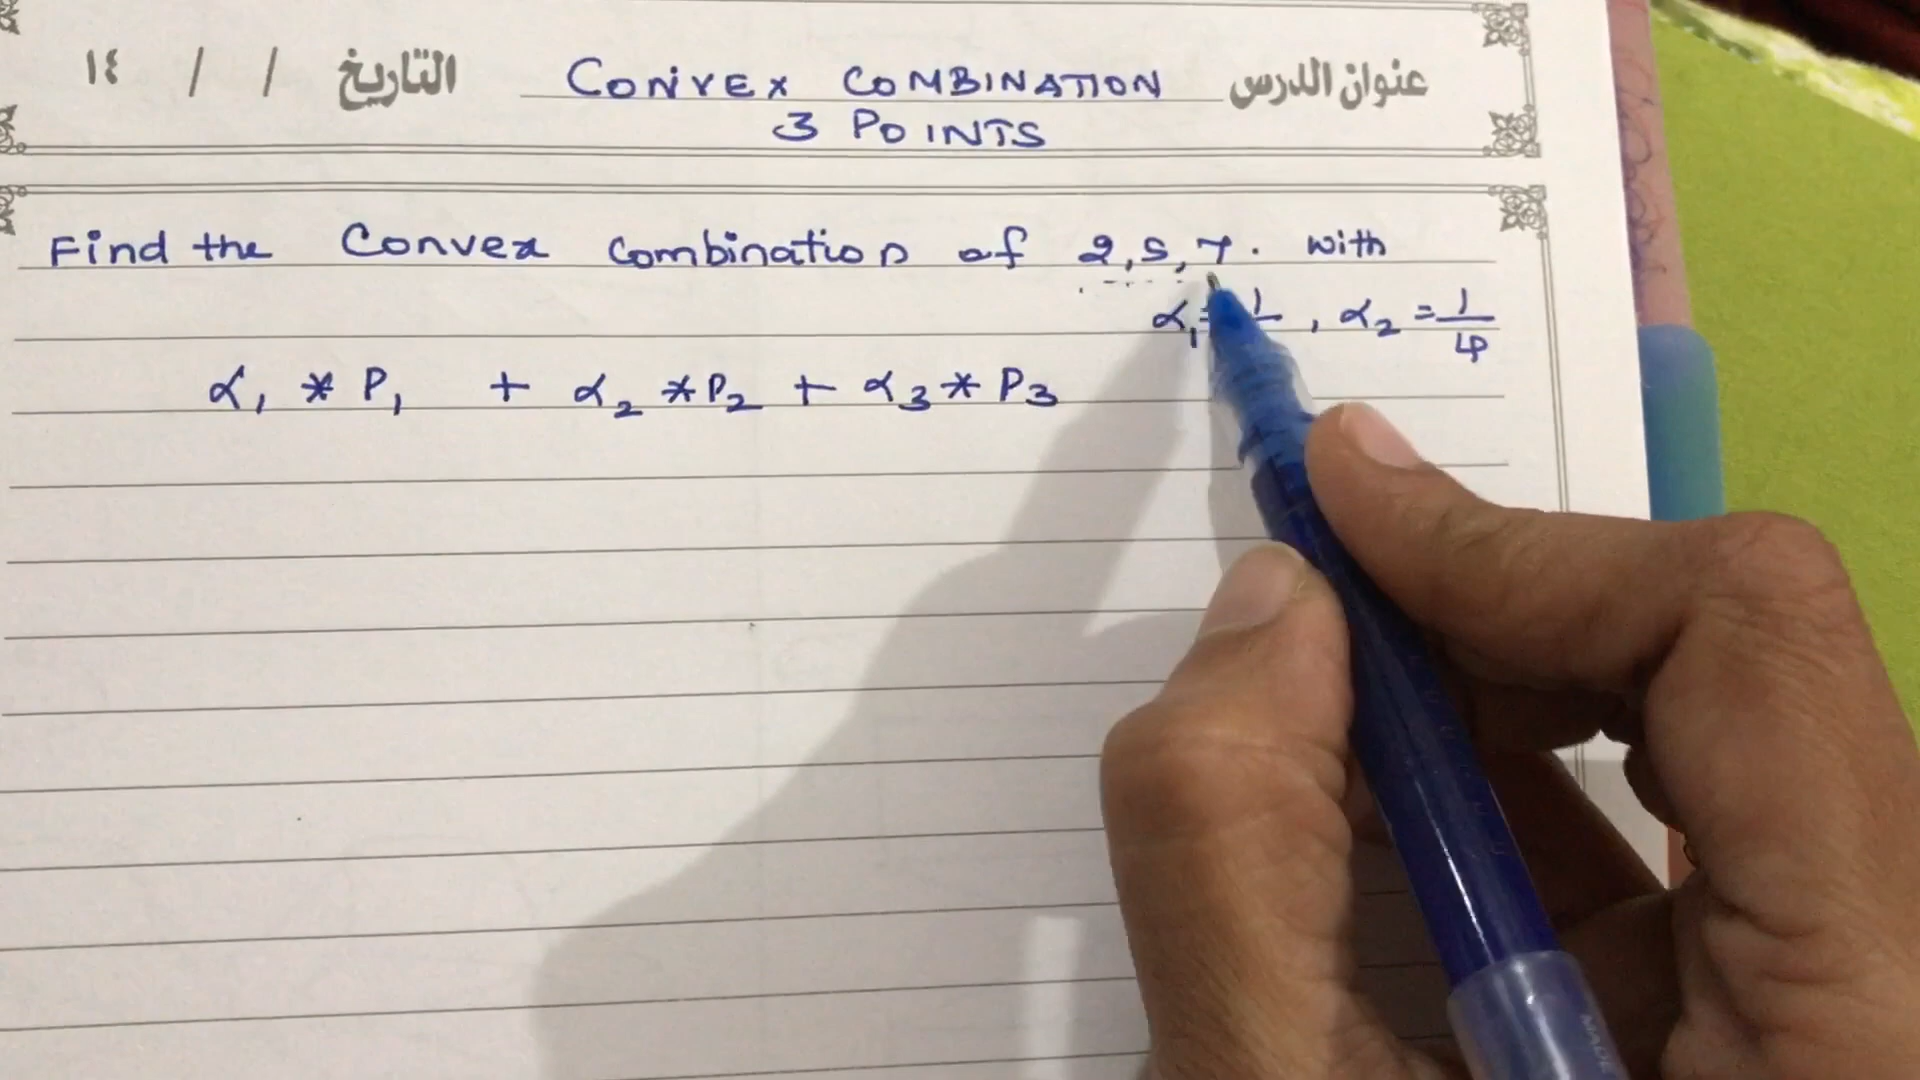 ١٤ / / التاريخ CONVEX COMBINATION عنوان الدرس
3 POINTS
Find the Convex Combination of 2,5,7. with
α₁ = 1 , α₂ = 1/4
α₁ * P₁ + α₂ * P₂ + α₃ * P₃